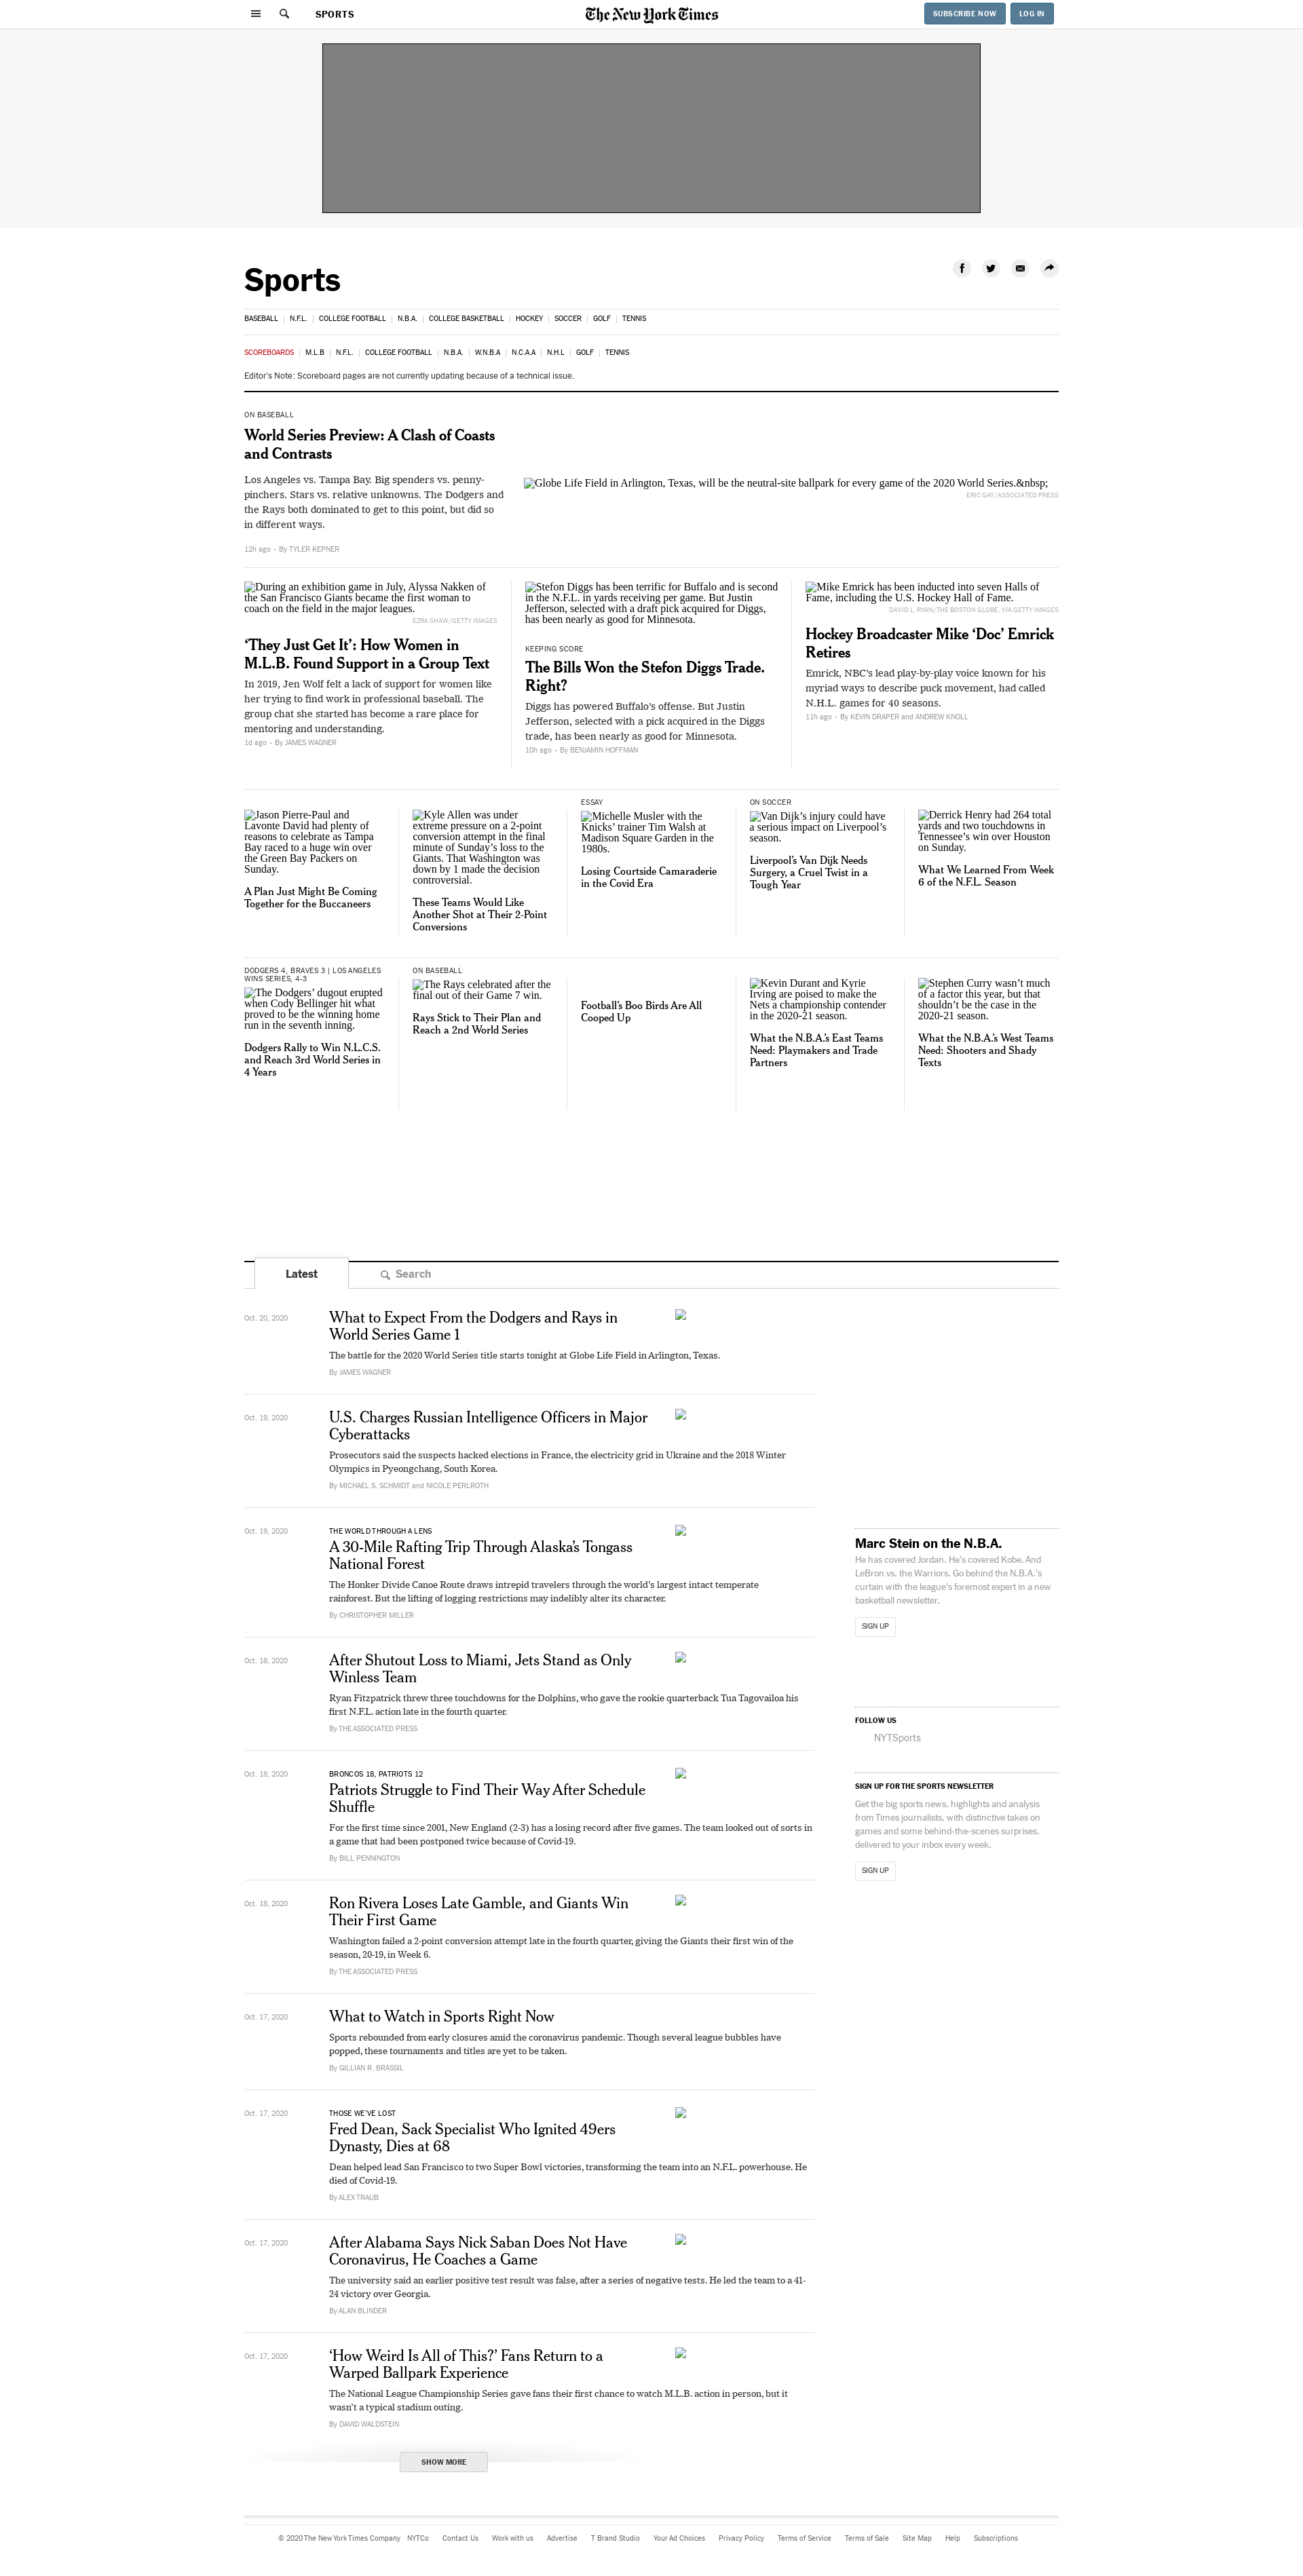 SPORTS
The New York Times
SUBSCRIBE NOW
LOG IN
Sports
BASEBALL | N.F.L. | COLLEGE FOOTBALL | N.B.A. | COLLEGE BASKETBALL | HOCKEY | SOCCER | GOLF | TENNIS
SCOREBOARDS | M.L.B | N.F.L. | COLLEGE FOOTBALL | N.B.A. | W.N.B.A | N.C.A.A | N.H.L | GOLF | TENNIS
Editor's Note: Scoreboard pages are not currently updating because of a technical issue.
ON BASEBALL
World Series Preview: A Clash of Coasts
and Contrasts
Los Angeles vs. Tampa Bay. Big spenders vs. penny-
pinchers. Stars vs. relative unknowns. The Dodgers and
the Rays both dominated to get to this point, but did so
in different ways.
12h ago • By TYLER KEPNER
Globe Life Field in Arlington, Texas, will be the neutral-site ballpark for every game of the 2020 World Series.&nbsp;
ERIC GAY/ASSOCIATED PRESS
During an exhibition game in July, Alyssa Nakken of
the San Francisco Giants became the first woman to
coach on the field in the major leagues.
EZRA SHAW/GETTY IMAGES
‘They Just Get It’: How Women in
M.L.B. Found Support in a Group Text
In 2019, Jen Wolf felt a lack of support for women like
her trying to find work in professional baseball. The
group chat she started has become a rare place for
mentoring and understanding.
1d ago • By JAMES WAGNER
Stefon Diggs has been terrific for Buffalo and is second
in the N.F.L. in yards receiving per game. But Justin
Jefferson, selected with a draft pick acquired for Diggs,
has been nearly as good for Minnesota.
KEEPING SCORE
The Bills Won the Stefon Diggs Trade.
Right?
Diggs has powered Buffalo's offense. But Justin
Jefferson, selected with a pick acquired in the Diggs
trade, has been nearly as good for Minnesota.
10h ago • By BENJAMIN HOFFMAN
Mike Emrick has been inducted into seven Halls of
Fame, including the U.S. Hockey Hall of Fame.
DAVID L. RYAN/THE BOSTON GLOBE, VIA GETTY IMAGES
Hockey Broadcaster Mike ‘Doc’ Emrick
Retires
Emrick, NBC's lead play-by-play voice known for his
myriad ways to describe puck movement, had called
N.H.L. games for 40 seasons.
11h ago • By KEVIN DRAPER and ANDREW KNOLL
Jason Pierre-Paul and
Lavonte David had plenty of
reasons to celebrate as Tampa
Bay raced to a huge win over
the Green Bay Packers on
Sunday.
A Plan Just Might Be Coming
Together for the Buccaneers
Kyle Allen was under
extreme pressure on a 2-point
conversion attempt in the final
minute of Sunday’s loss to the
Giants. That Washington was
down by 1 made the decision
controversial.
These Teams Would Like
Another Shot at Their 2-Point
Conversions
ESSAY
Michelle Musler with the
Knicks’ trainer Tim Walsh at
Madison Square Garden in the
1980s.
Losing Courtside Camaraderie
in the Covid Era
ON SOCCER
Van Dijk’s injury could have
a serious impact on Liverpool’s
season.
Liverpool’s Van Dijk Needs
Surgery, a Cruel Twist in a
Tough Year
Derrick Henry had 264 total
yards and two touchdowns in
Tennessee’s win over Houston
on Sunday.
What We Learned From Week
6 of the N.F.L. Season
DODGERS 4, BRAVES 3 | LOS ANGELES
WINS SERIES, 4-3
The Dodgers’ dugout erupted
when Cody Bellinger hit what
proved to be the winning home
run in the seventh inning.
Dodgers Rally to Win N.L.C.S.
and Reach 3rd World Series in
4 Years
ON BASEBALL
The Rays celebrated after the
final out of their Game 7 win.
Rays Stick to Their Plan and
Reach a 2nd World Series
Football’s Boo Birds Are All
Cooped Up
Kevin Durant and Kyrie
Irving are poised to make the
Nets a championship contender
in the 2020-21 season.
What the N.B.A.’s East Teams
Need: Playmakers and Trade
Partners
Stephen Curry wasn’t much
of a factor this year, but that
shouldn’t be the case in the
2020-21 season.
What the N.B.A.’s West Teams
Need: Shooters and Shady
Texts
Latest
Search
Oct. 20, 2020
What to Expect From the Dodgers and Rays in
World Series Game 1
The battle for the 2020 World Series title starts tonight at Globe Life Field in Arlington, Texas.
By JAMES WAGNER
Oct. 19, 2020
U.S. Charges Russian Intelligence Officers in Major
Cyberattacks
Prosecutors said the suspects hacked elections in France, the electricity grid in Ukraine and the 2018 Winter
Olympics in Pyeongchang, South Korea.
By MICHAEL S. SCHMIDT and NICOLE PERLROTH
Oct. 19, 2020
THE WORLD THROUGH A LENS
A 30-Mile Rafting Trip Through Alaska’s Tongass
National Forest
The Honker Divide Canoe Route draws intrepid travelers through the world’s largest intact temperate
rainforest. But the lifting of logging restrictions may indelibly alter its character.
By CHRISTOPHER MILLER
Oct. 18, 2020
After Shutout Loss to Miami, Jets Stand as Only
Winless Team
Ryan Fitzpatrick threw three touchdowns for the Dolphins, who gave the rookie quarterback Tua Tagovailoa his
first N.F.L. action late in the fourth quarter.
By THE ASSOCIATED PRESS
Oct. 18, 2020
BRONCOS 18, PATRIOTS 12
Patriots Struggle to Find Their Way After Schedule
Shuffle
For the first time since 2001, New England (2-3) has a losing record after five games. The team looked out of sorts in
a game that had been postponed twice because of Covid-19.
By BILL PENNINGTON
Oct. 18, 2020
Ron Rivera Loses Late Gamble, and Giants Win
Their First Game
Washington failed a 2-point conversion attempt late in the fourth quarter, giving the Giants their first win of the
season, 20-19, in Week 6.
By THE ASSOCIATED PRESS
Oct. 17, 2020
What to Watch in Sports Right Now
Sports rebounded from early closures amid the coronavirus pandemic. Though several league bubbles have
popped, these tournaments and titles are yet to be taken.
By GILLIAN R. BRASSIL
Oct. 17, 2020
THOSE WE’VE LOST
Fred Dean, Sack Specialist Who Ignited 49ers
Dynasty, Dies at 68
Dean helped lead San Francisco to two Super Bowl victories, transforming the team into an N.F.L. powerhouse. He
died of Covid-19.
By ALEX TRAUB
Oct. 17, 2020
After Alabama Says Nick Saban Does Not Have
Coronavirus, He Coaches a Game
The university said an earlier positive test result was false, after a series of negative tests. He led the team to a 41-
24 victory over Georgia.
By ALAN BLINDER
Oct. 17, 2020
‘How Weird Is All of This?’ Fans Return to a
Warped Ballpark Experience
The National League Championship Series gave fans their first chance to watch M.L.B. action in person, but it
wasn’t a typical stadium outing.
By DAVID WALDSTEIN
SHOW MORE
Marc Stein on the N.B.A.
He has covered Jordan. He's covered Kobe. And
LeBron vs. the Warriors. Go behind the N.B.A.'s
curtain with the league's foremost expert in a new
basketball newsletter.
SIGN UP
FOLLOW US
NYTSports
SIGN UP FOR THE SPORTS NEWSLETTER
Get the big sports news, highlights and analysis
from Times journalists, with distinctive takes on
games and some behind-the-scenes surprises,
delivered to your inbox every week.
SIGN UP
© 2020 The New York Times Company NYTCo Contact Us Work with us Advertise T Brand Studio Your Ad Choices Privacy Policy Terms of Service Terms of Sale Site Map Help Subscriptions